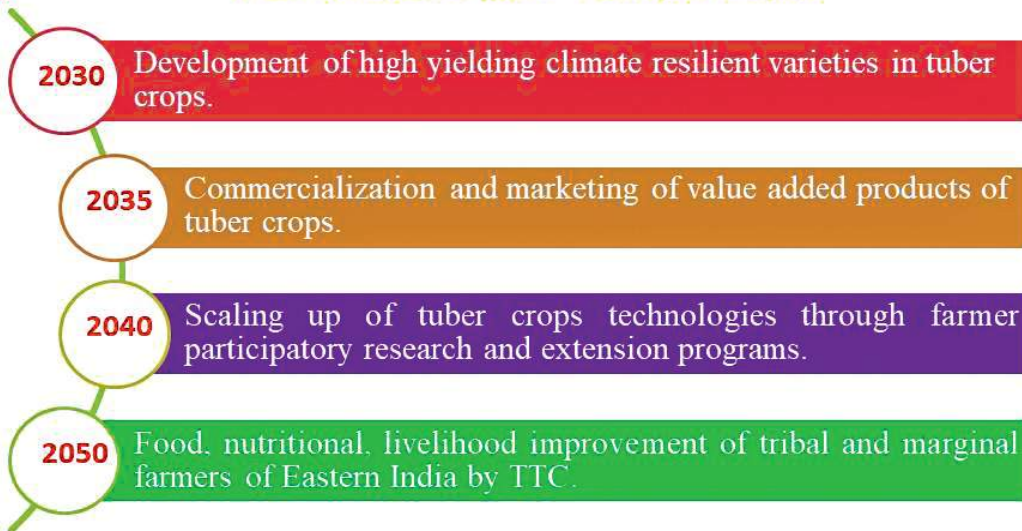 2030
Development of high yielding climate resilient varieties in tuber
crops.
2035
Commercialization and marketing of value added products of
tuber crops.
2040
Scaling up of tuber crops technologies through farmer
participatory research and extension programs.
2050
Food, nutritional, livelihood improvement of tribal and marginal
farmers of Eastern India by TTC.